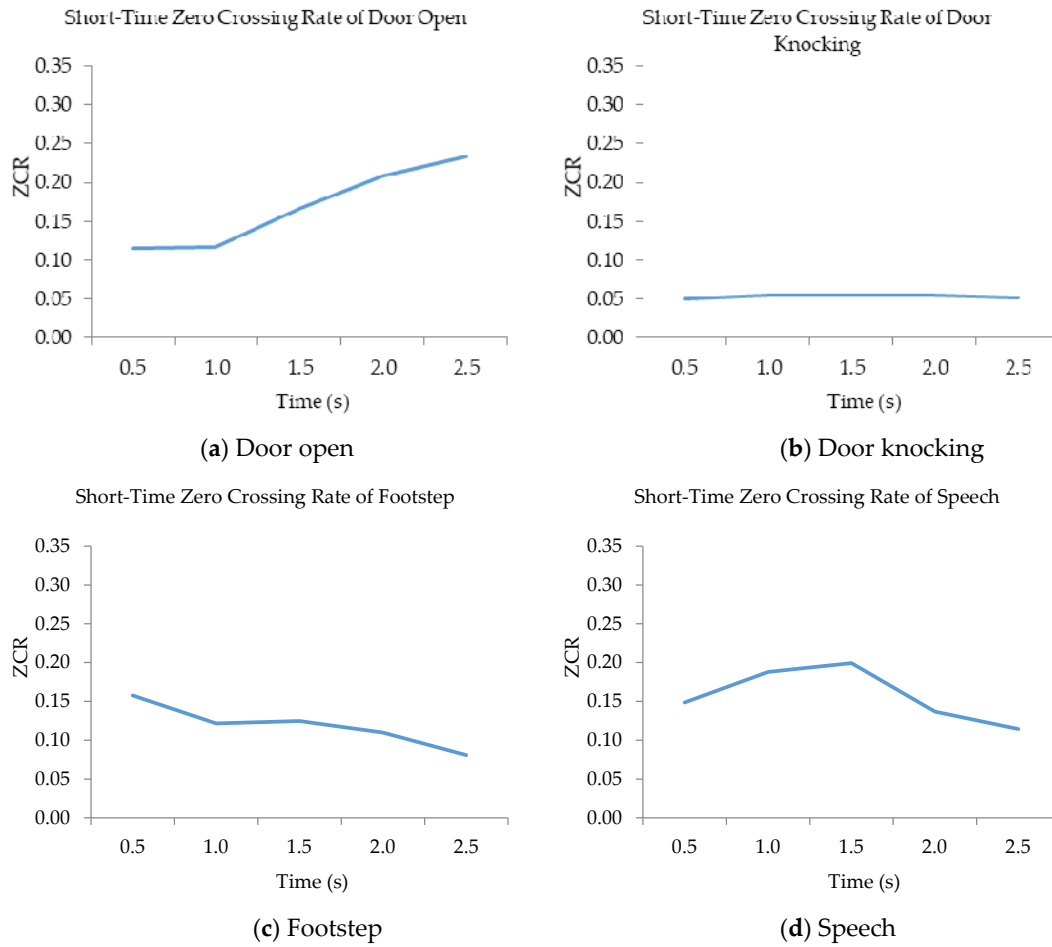 Short-Time Zero Crossing Rate of Door Open
0.35
0.30
0.25
0.20
0.15
0.10
0.05
0.00
ZCR
0.5 1.0 1.5 2.0 2.5
Time (s)
(a) Door open
Short-Time Zero Crossing Rate of Door
Knocking
0.35
0.30
0.25
0.20
0.15
0.10
0.05
0.00
ZCR
0.5 1.0 1.5 2.0 2.5
Time (s)
(b) Door knocking
Short-Time Zero Crossing Rate of Footstep
0.35
0.30
0.25
0.20
0.15
0.10
0.05
0.00
ZCR
0.5 1.0 1.5 2.0 2.5
Time (s)
(c) Footstep
Short-Time Zero Crossing Rate of Speech
0.35
0.30
0.25
0.20
0.15
0.10
0.05
0.00
ZCR
0.5 1.0 1.5 2.0 2.5
Time (s)
(d) Speech